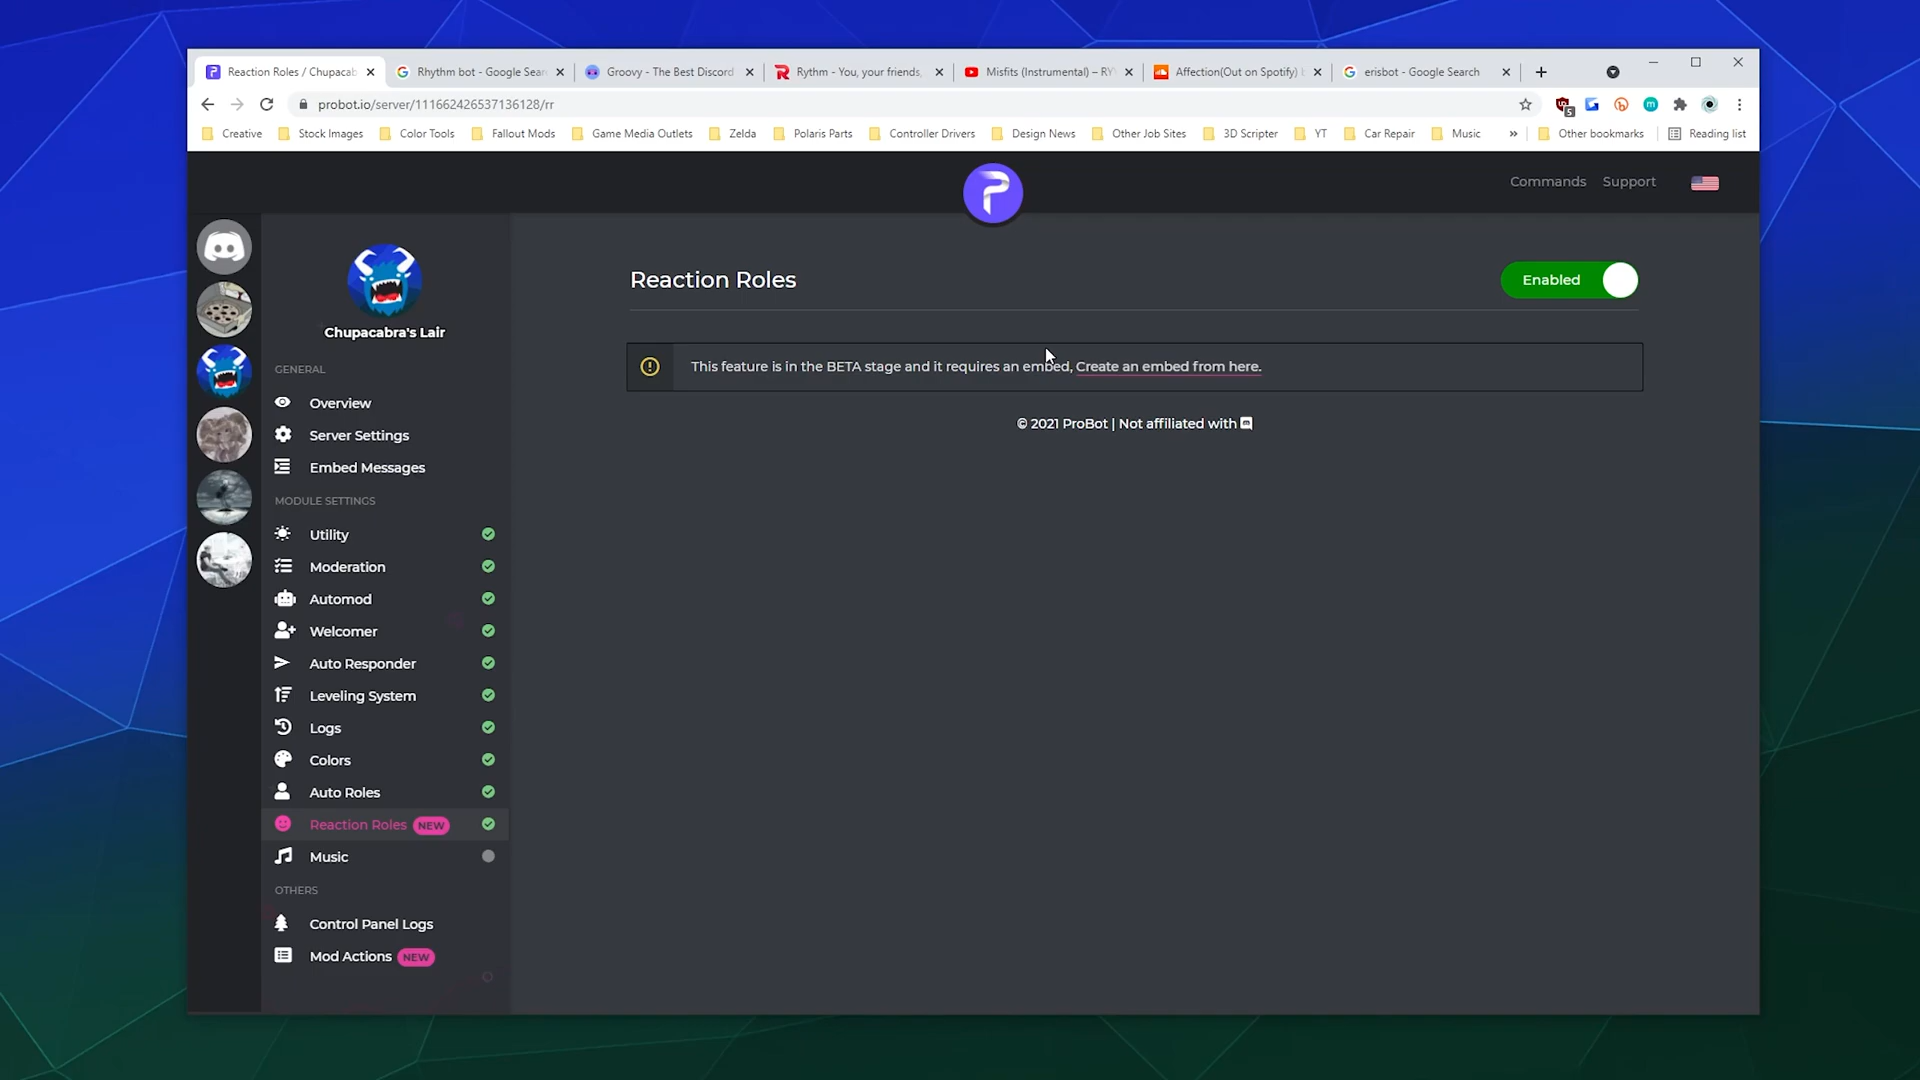 Reaction Roles / Chupacab
Rhythm bot - Google Sear
Groovy - The Best Discord
Rythm - You, your friends,
Misfits (Instrumental) – RY
Affection(Out on Spotify) b
erisbot - Google Search
probot.io/server/111662426537136128/rr
5
Creative
Stock Images
Color Tools
Fallout Mods
Game Media Outlets
Zelda
Polaris Parts
Controller Drivers
Design News
Other Job Sites
3D Scripter
YT
Car Repair
Music
»
Other bookmarks
Reading list
Commands
Support
Chupacabra's Lair
GENERAL
Overview
Server Settings
Embed Messages
MODULE SETTINGS
Utility
Moderation
Automod
Welcomer
Auto Responder
Leveling System
Logs
Colors
Auto Roles
Reaction Roles NEW
Music
OTHERS
Control Panel Logs
Mod Actions NEW
Reaction Roles
Enabled
This feature is in the BETA stage and it requires an embed, Create an embed from here.
© 2021 ProBot | Not affiliated with